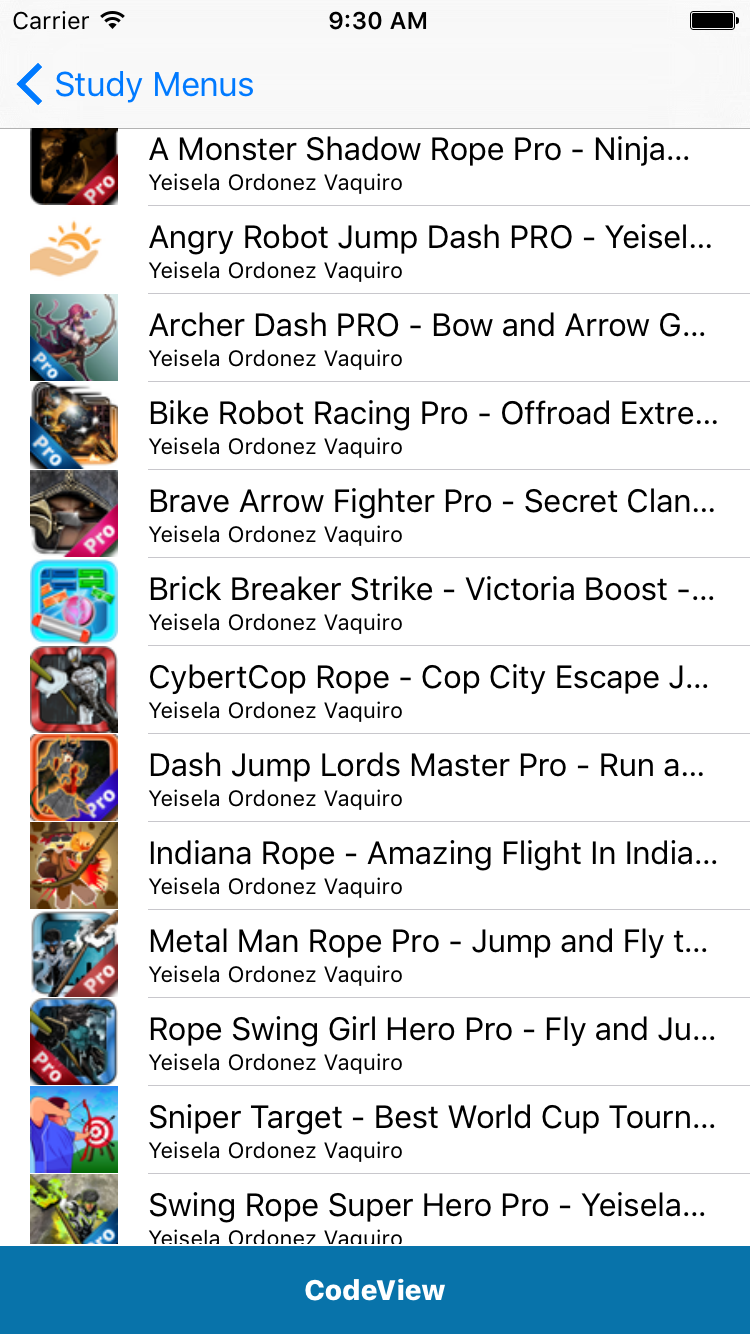 Carrier 9:30 AM
Study Menus
A Monster Shadow Rope Pro - Ninja...
Yeisela Ordonez Vaquiro
Pro
Angry Robot Jump Dash PRO - Yeisel...
Yeisela Ordonez Vaquiro
Archer Dash PRO - Bow and Arrow G...
Yeisela Ordonez Vaquiro
Pro
Bike Robot Racing Pro - Offroad Extre...
Yeisela Ordonez Vaquiro
Pro
Brave Arrow Fighter Pro - Secret Clan...
Yeisela Ordonez Vaquiro
Pro
Brick Breaker Strike - Victoria Boost -...
Yeisela Ordonez Vaquiro
CybertCop Rope - Cop City Escape J...
Yeisela Ordonez Vaquiro
Dash Jump Lords Master Pro - Run a...
Yeisela Ordonez Vaquiro
Pro
Indiana Rope - Amazing Flight In India...
Yeisela Ordonez Vaquiro
Metal Man Rope Pro - Jump and Fly t...
Yeisela Ordonez Vaquiro
Pro
Rope Swing Girl Hero Pro - Fly and Ju...
Yeisela Ordonez Vaquiro
Pro
Sniper Target - Best World Cup Tourn...
Yeisela Ordonez Vaquiro
Swing Rope Super Hero Pro - Yeisela...
Yeisela Ordonez Vaquiro
Pro
CodeView